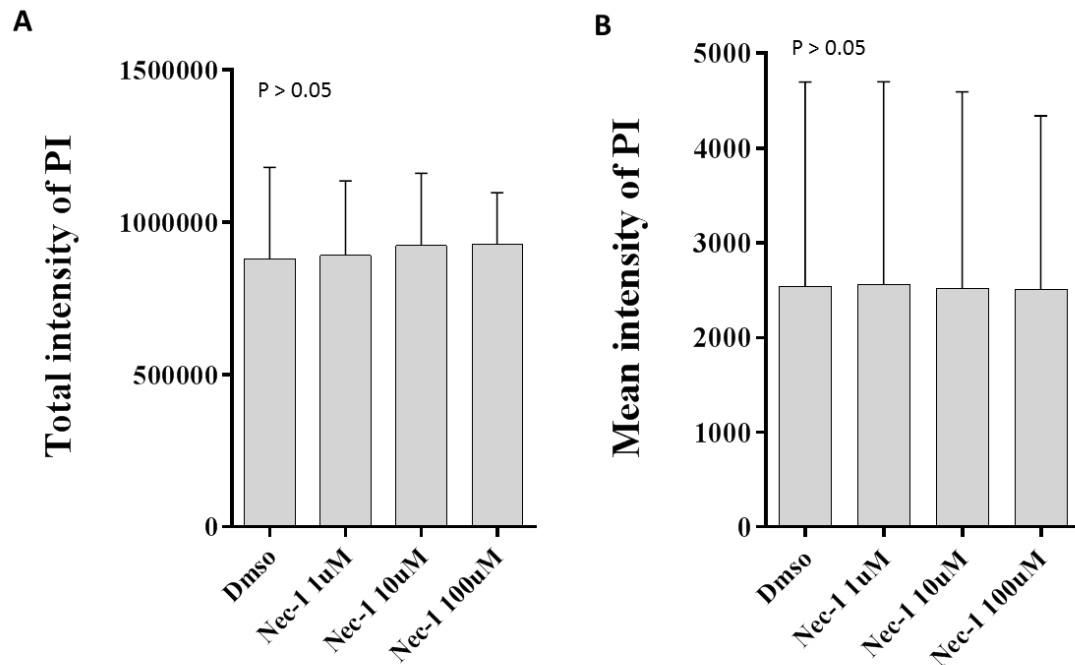 A
Total intensity of PI
1500000
1000000
500000
0
P > 0.05
Dmso
Nec-1 1uM
Nec-1 10uM
Nec-1 100uM
B
Mean intensity of PI
5000
4000
3000
2000
1000
0
P > 0.05
Dmso
Nec-1 1uM
Nec-1 10uM
Nec-1 100uM